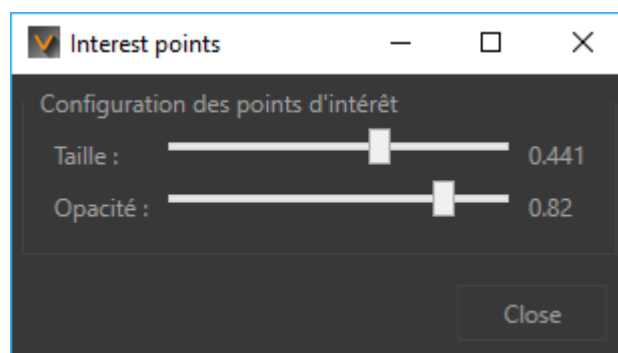 Interest points
Configuration des points d'intérêt
Taille : 0.441
Opacité : 0.82
Close